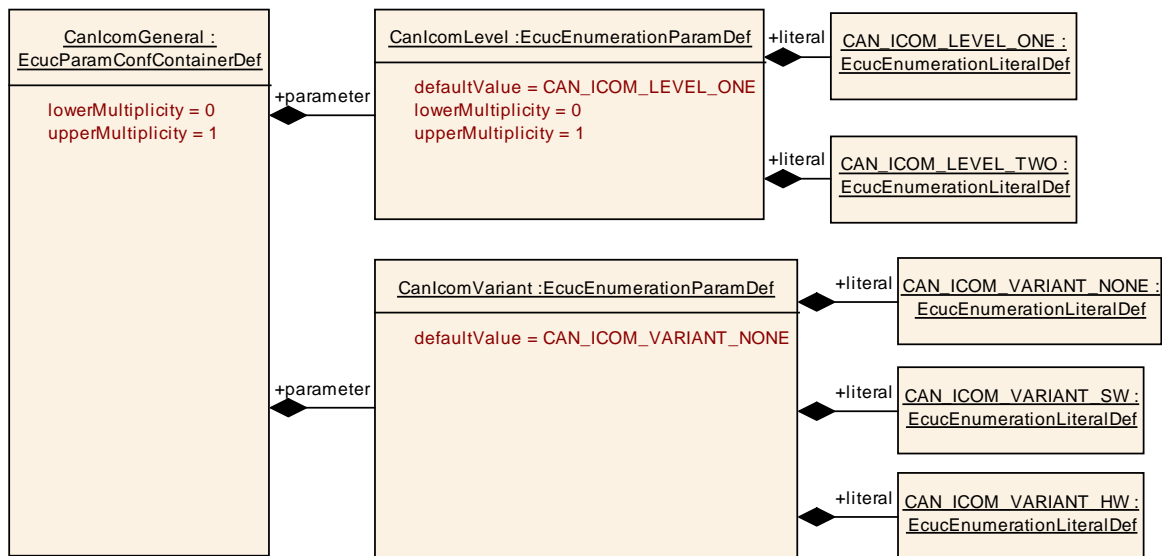 CanIcomGeneral :
EcucParamConfContainerDef
lowerMultiplicity = 0
upperMultiplicity = 1
+parameter
CanIcomLevel :EcucEnumerationParamDef
defaultValue = CAN_ICOM_LEVEL_ONE
lowerMultiplicity = 0
upperMultiplicity = 1
+literal
CAN_ICOM_LEVEL_ONE :
EcucEnumerationLiteralDef
+literal
CAN_ICOM_LEVEL_TWO :
EcucEnumerationLiteralDef
+parameter
CanIcomVariant :EcucEnumerationParamDef
defaultValue = CAN_ICOM_VARIANT_NONE
+literal
CAN_ICOM_VARIANT_NONE :
EcucEnumerationLiteralDef
+literal
CAN_ICOM_VARIANT_SW :
EcucEnumerationLiteralDef
+literal
CAN_ICOM_VARIANT_HW :
EcucEnumerationLiteralDef